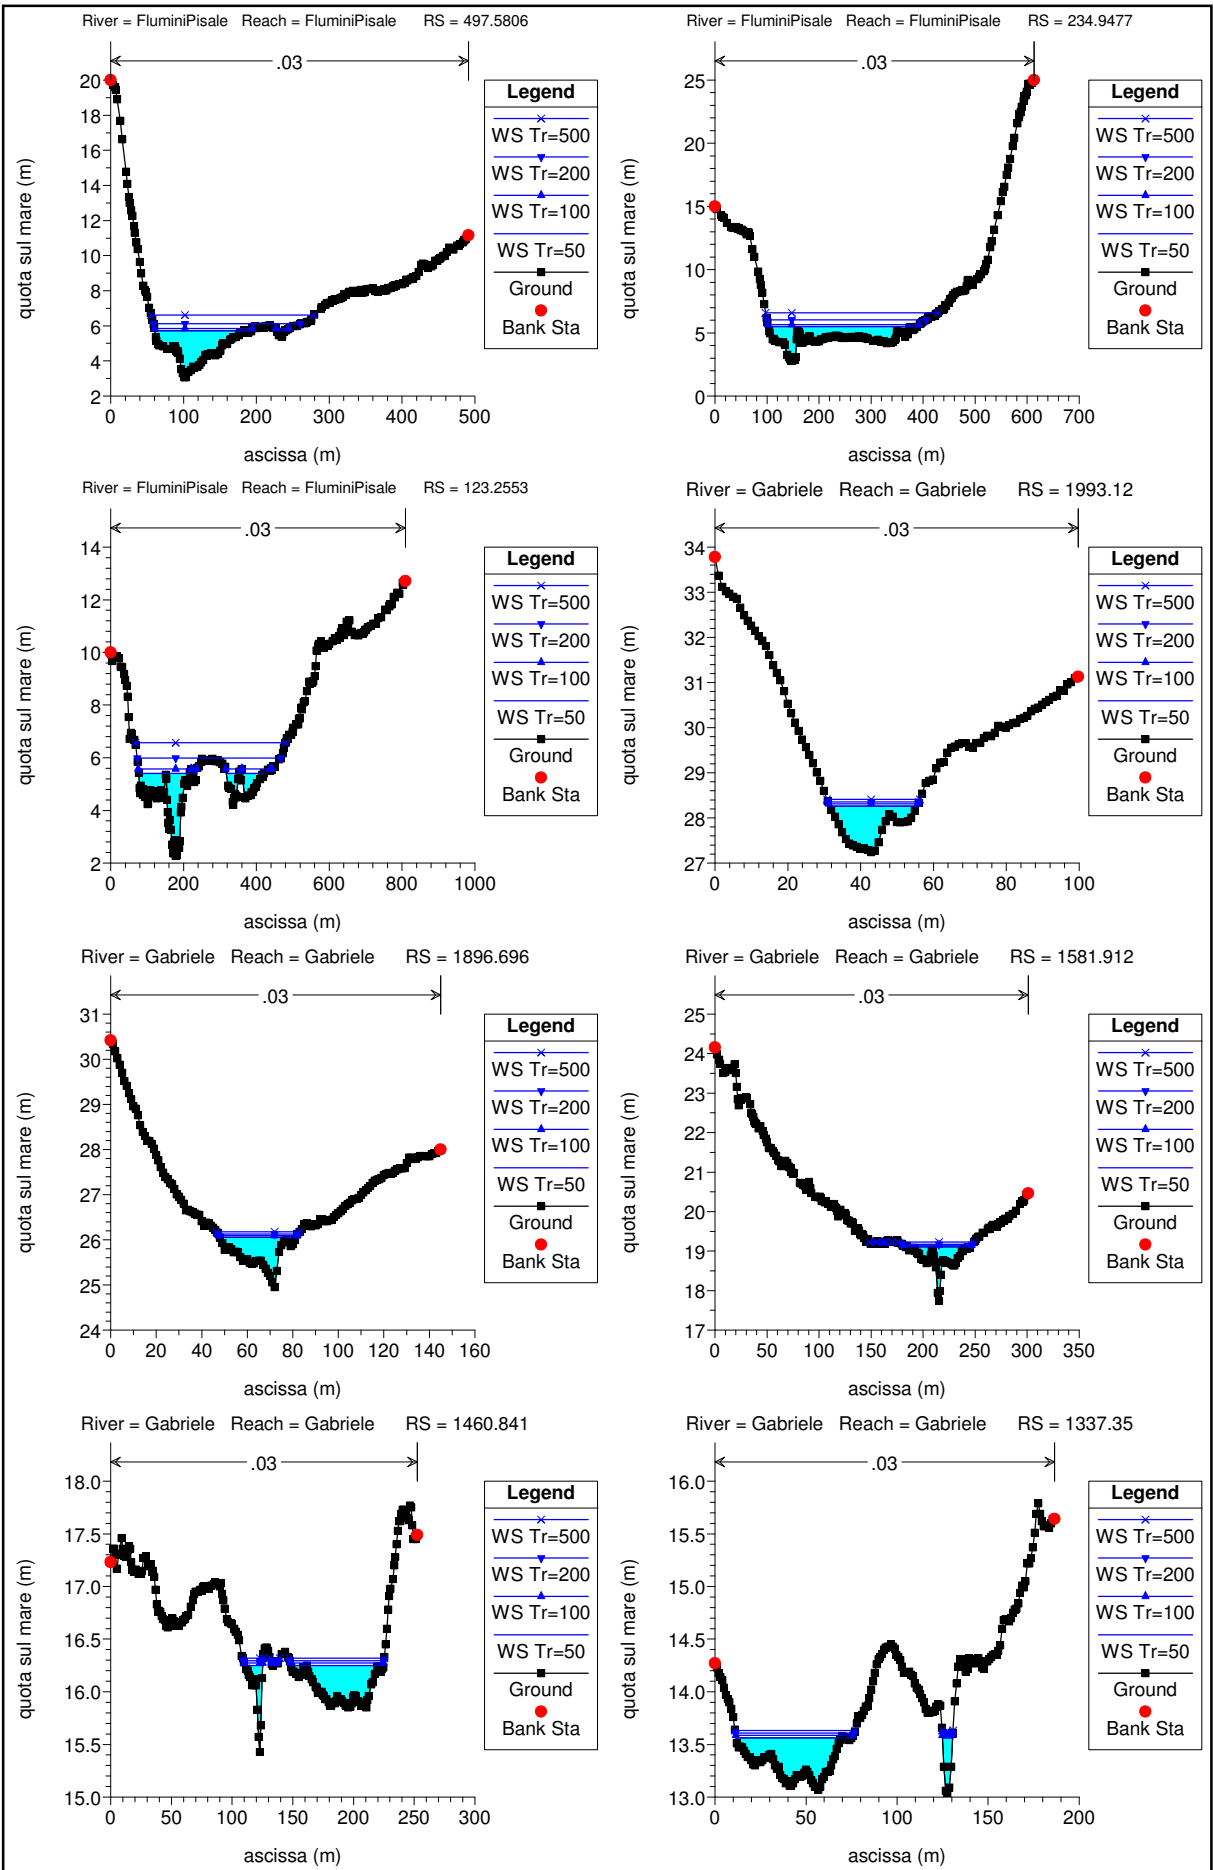 River = FluminiPisale Reach = FluminiPisale RS = 497.5806
.03
20
18
16
14
12
10
8
6
4
2
0 100 200 300 400 500
quota sul mare (m)
ascissa (m)
Legend
WS Tr=500
WS Tr=200
WS Tr=100
WS Tr=50
Ground
Bank Sta
River = FluminiPisale Reach = FluminiPisale RS = 234.9477
.03
25
20
15
10
5
0
0 100 200 300 400 500 600 700
quota sul mare (m)
ascissa (m)
Legend
WS Tr=500
WS Tr=200
WS Tr=100
WS Tr=50
Ground
Bank Sta
River = FluminiPisale Reach = FluminiPisale RS = 123.2553
.03
14
12
10
8
6
4
2
0 200 400 600 800 1000
quota sul mare (m)
ascissa (m)
Legend
WS Tr=500
WS Tr=200
WS Tr=100
WS Tr=50
Ground
Bank Sta
River = Gabriele Reach = Gabriele RS = 1993.12
.03
34
33
32
31
30
29
28
27
0 20 40 60 80 100
quota sul mare (m)
ascissa (m)
Legend
WS Tr=500
WS Tr=200
WS Tr=100
WS Tr=50
Ground
Bank Sta
River = Gabriele Reach = Gabriele RS = 1896.696
.03
31
30
29
28
27
26
25
24
0 20 40 60 80 100 120 140 160
quota sul mare (m)
ascissa (m)
Legend
WS Tr=500
WS Tr=200
WS Tr=100
WS Tr=50
Ground
Bank Sta
River = Gabriele Reach = Gabriele RS = 1581.912
.03
25
24
23
22
21
20
19
18
17
0 50 100 150 200 250 300 350
quota sul mare (m)
ascissa (m)
Legend
WS Tr=500
WS Tr=200
WS Tr=100
WS Tr=50
Ground
Bank Sta
River = Gabriele Reach = Gabriele RS = 1460.841
.03
18.0
17.5
17.0
16.5
16.0
15.5
15.0
0 50 100 150 200 250 300
quota sul mare (m)
ascissa (m)
Legend
WS Tr=500
WS Tr=200
WS Tr=100
WS Tr=50
Ground
Bank Sta
River = Gabriele Reach = Gabriele RS = 1337.35
.03
16.0
15.5
15.0
14.5
14.0
13.5
13.0
0 50 100 150 200
quota sul mare (m)
ascissa (m)
Legend
WS Tr=500
WS Tr=200
WS Tr=100
WS Tr=50
Ground
Bank Sta